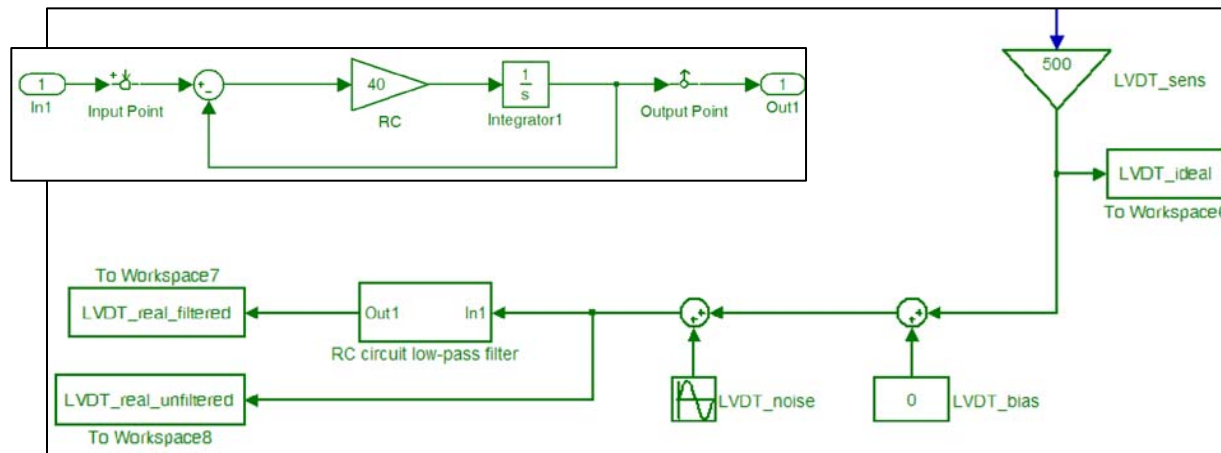 500
LVDT_sens
1
In1
Input Point
+
-
40
RC
1
s
Integrator1
Output Point
1
Out1
LVDT_ideal
To Workspace
To Workspace7
LVDT_real_filtered
Out1
In1
RC circuit low-pass filter
+
+
+
+
LVDT_real_unfiltered
To Workspace8
LVDT_noise
0
LVDT_bias